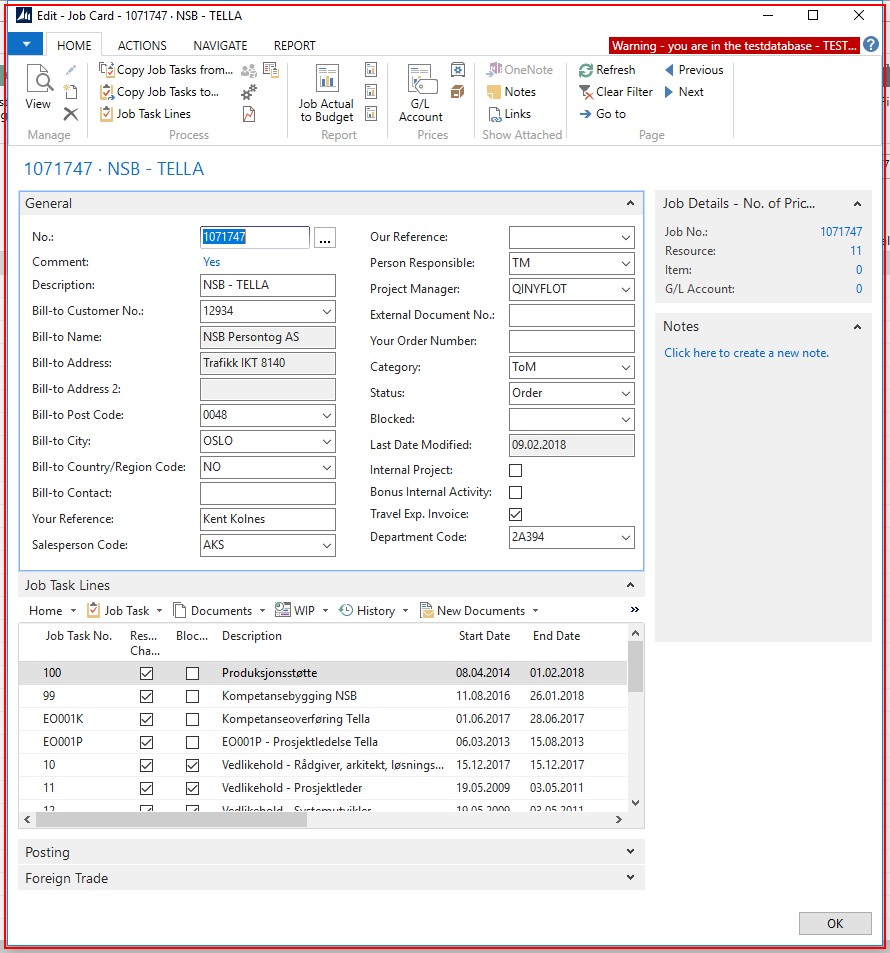 Edit - Job Card - 1071747 · NSB - TELLA
HOME ACTIONS NAVIGATE REPORT
Warning - you are in the testdatabase - TEST...
View
Copy Job Tasks from...
Copy Job Tasks to...
Job Task Lines
Job Actual
to Budget
G/L
Account
OneNote
Notes
Links
Refresh
Clear Filter
Go to
Previous
Next
Manage Process Report Prices Show Attached Page
1071747 · NSB - TELLA
General
No.: 1071747 ...
Comment: Yes
Description: NSB - TELLA
Bill-to Customer No.: 12934
Bill-to Name: NSB Persontog AS
Bill-to Address: Trafikk IKT 8140
Bill-to Address 2:
Bill-to Post Code: 0048
Bill-to City: OSLO
Bill-to Country/Region Code: NO
Bill-to Contact:
Your Reference: Kent Kolnes
Salesperson Code: AKS
Our Reference:
Person Responsible: TM
Project Manager: QINYFLOT
External Document No.:
Your Order Number:
Category: ToM
Status: Order
Blocked:
Last Date Modified: 09.02.2018
Internal Project:
Bonus Internal Activity:
Travel Exp. Invoice:
Department Code: 2A394
Job Details - No. of Pric...
Job No.: 1071747
Resource: 11
Item: 0
G/L Account: 0
Notes
Click here to create a new note.
Job Task Lines
Home Job Task Documents WIP History New Documents »
Job Task No. Res... Bloc... Description Start Date End Date
Cha...
100 Produksjonsstøtte 08.04.2014 01.02.2018
99 Kompetansebygging NSB 11.08.2016 26.01.2018
EO001K Kompetanseoverføring Tella 01.06.2017 28.06.2017
EO001P EO001P - Prosjektledelse Tella 06.03.2013 15.08.2013
10 Vedlikehold - Rådgiver, arkitekt, løsnings... 15.12.2017 15.12.2017
11 Vedlikehold - Prosjektleder 19.05.2009 03.05.2011
12 Vedlikehold - Systemutvikler 19.05.2009 03.05.2011
Posting
Foreign Trade
OK